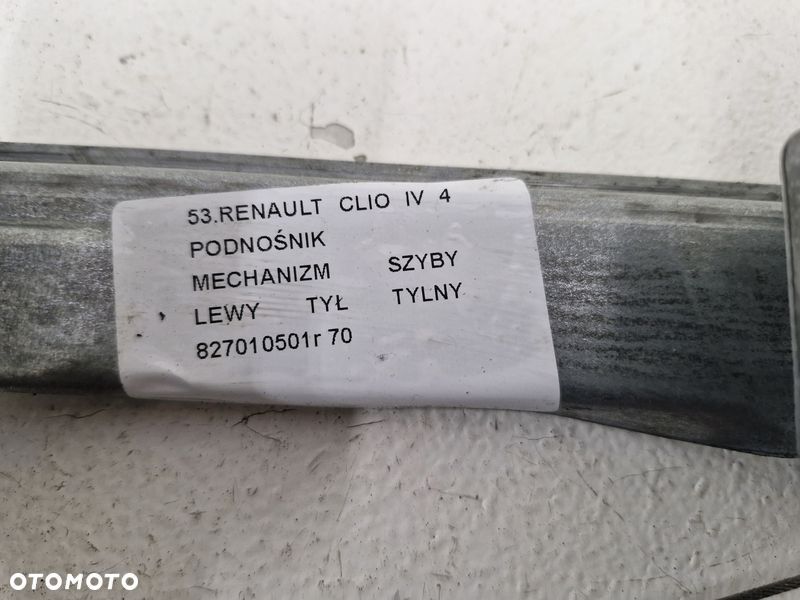 53.RENAULT CLIO IV 4
PODNOŚNIK
MECHANIZM SZYBY
LEWY TYŁ TYLNY
827010501r 70
OTOMOTO